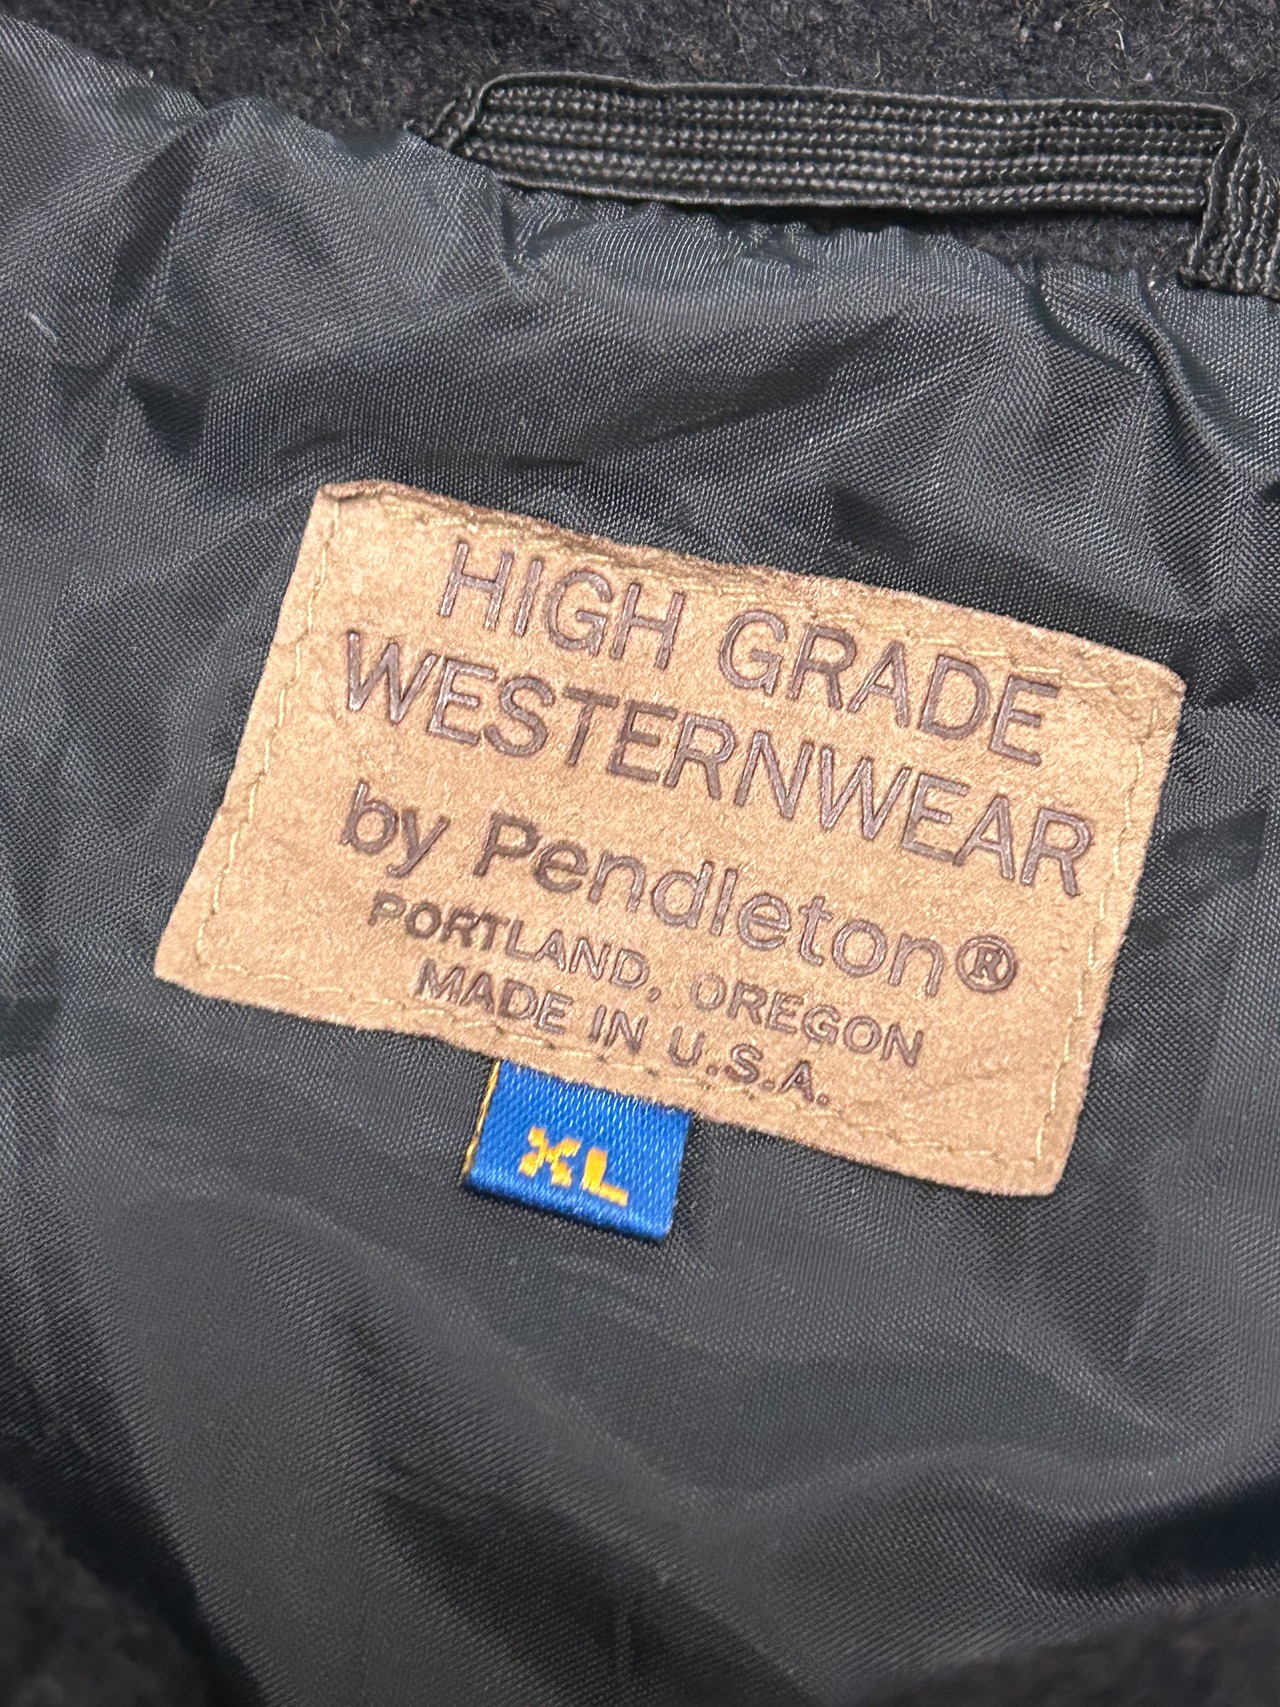 HIGH GRADE
WESTERNWEAR
by Pendleton®
PORTLAND, OREGON
MADE IN U.S.A.
XL